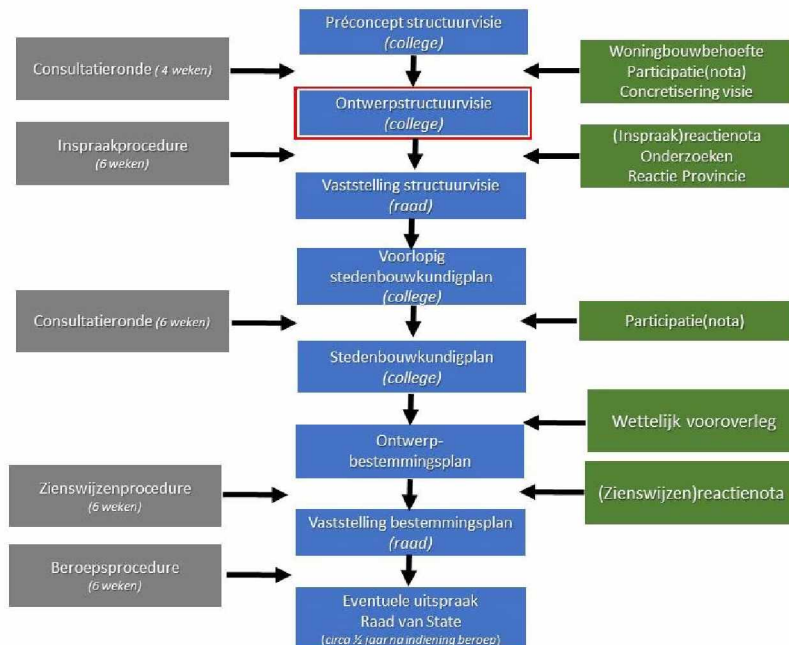 Préconcept structuurvisie
(college)
Consultatieronde (4 weken)
Woningbouwbehoefte
Participatie(nota)
Concretisering visie
Ontwerpstructuurvisie
(college)
Inspraakprocedure
(6 weken)
(Inspraak)reactienota
Onderzoeken
Reactie Provincie
Vaststelling structuurvisie
(raad)
Voorlopig
stedenbouwkundigplan
(college)
Consultatieronde (6 weken)
Participatie(nota)
Stedenbouwkundigplan
(college)
Wettelijk vooroverleg
Ontwerp-
bestemmingsplan
Zienswijzenprocedure
(6 weken)
(Zienswijzen)reactienota
Vaststelling bestemmingsplan
(raad)
Beroepsprocedure
(6 weken)
Eventuele uitspraak
Raad van State
(circa ½ jaar na indiening beroep)